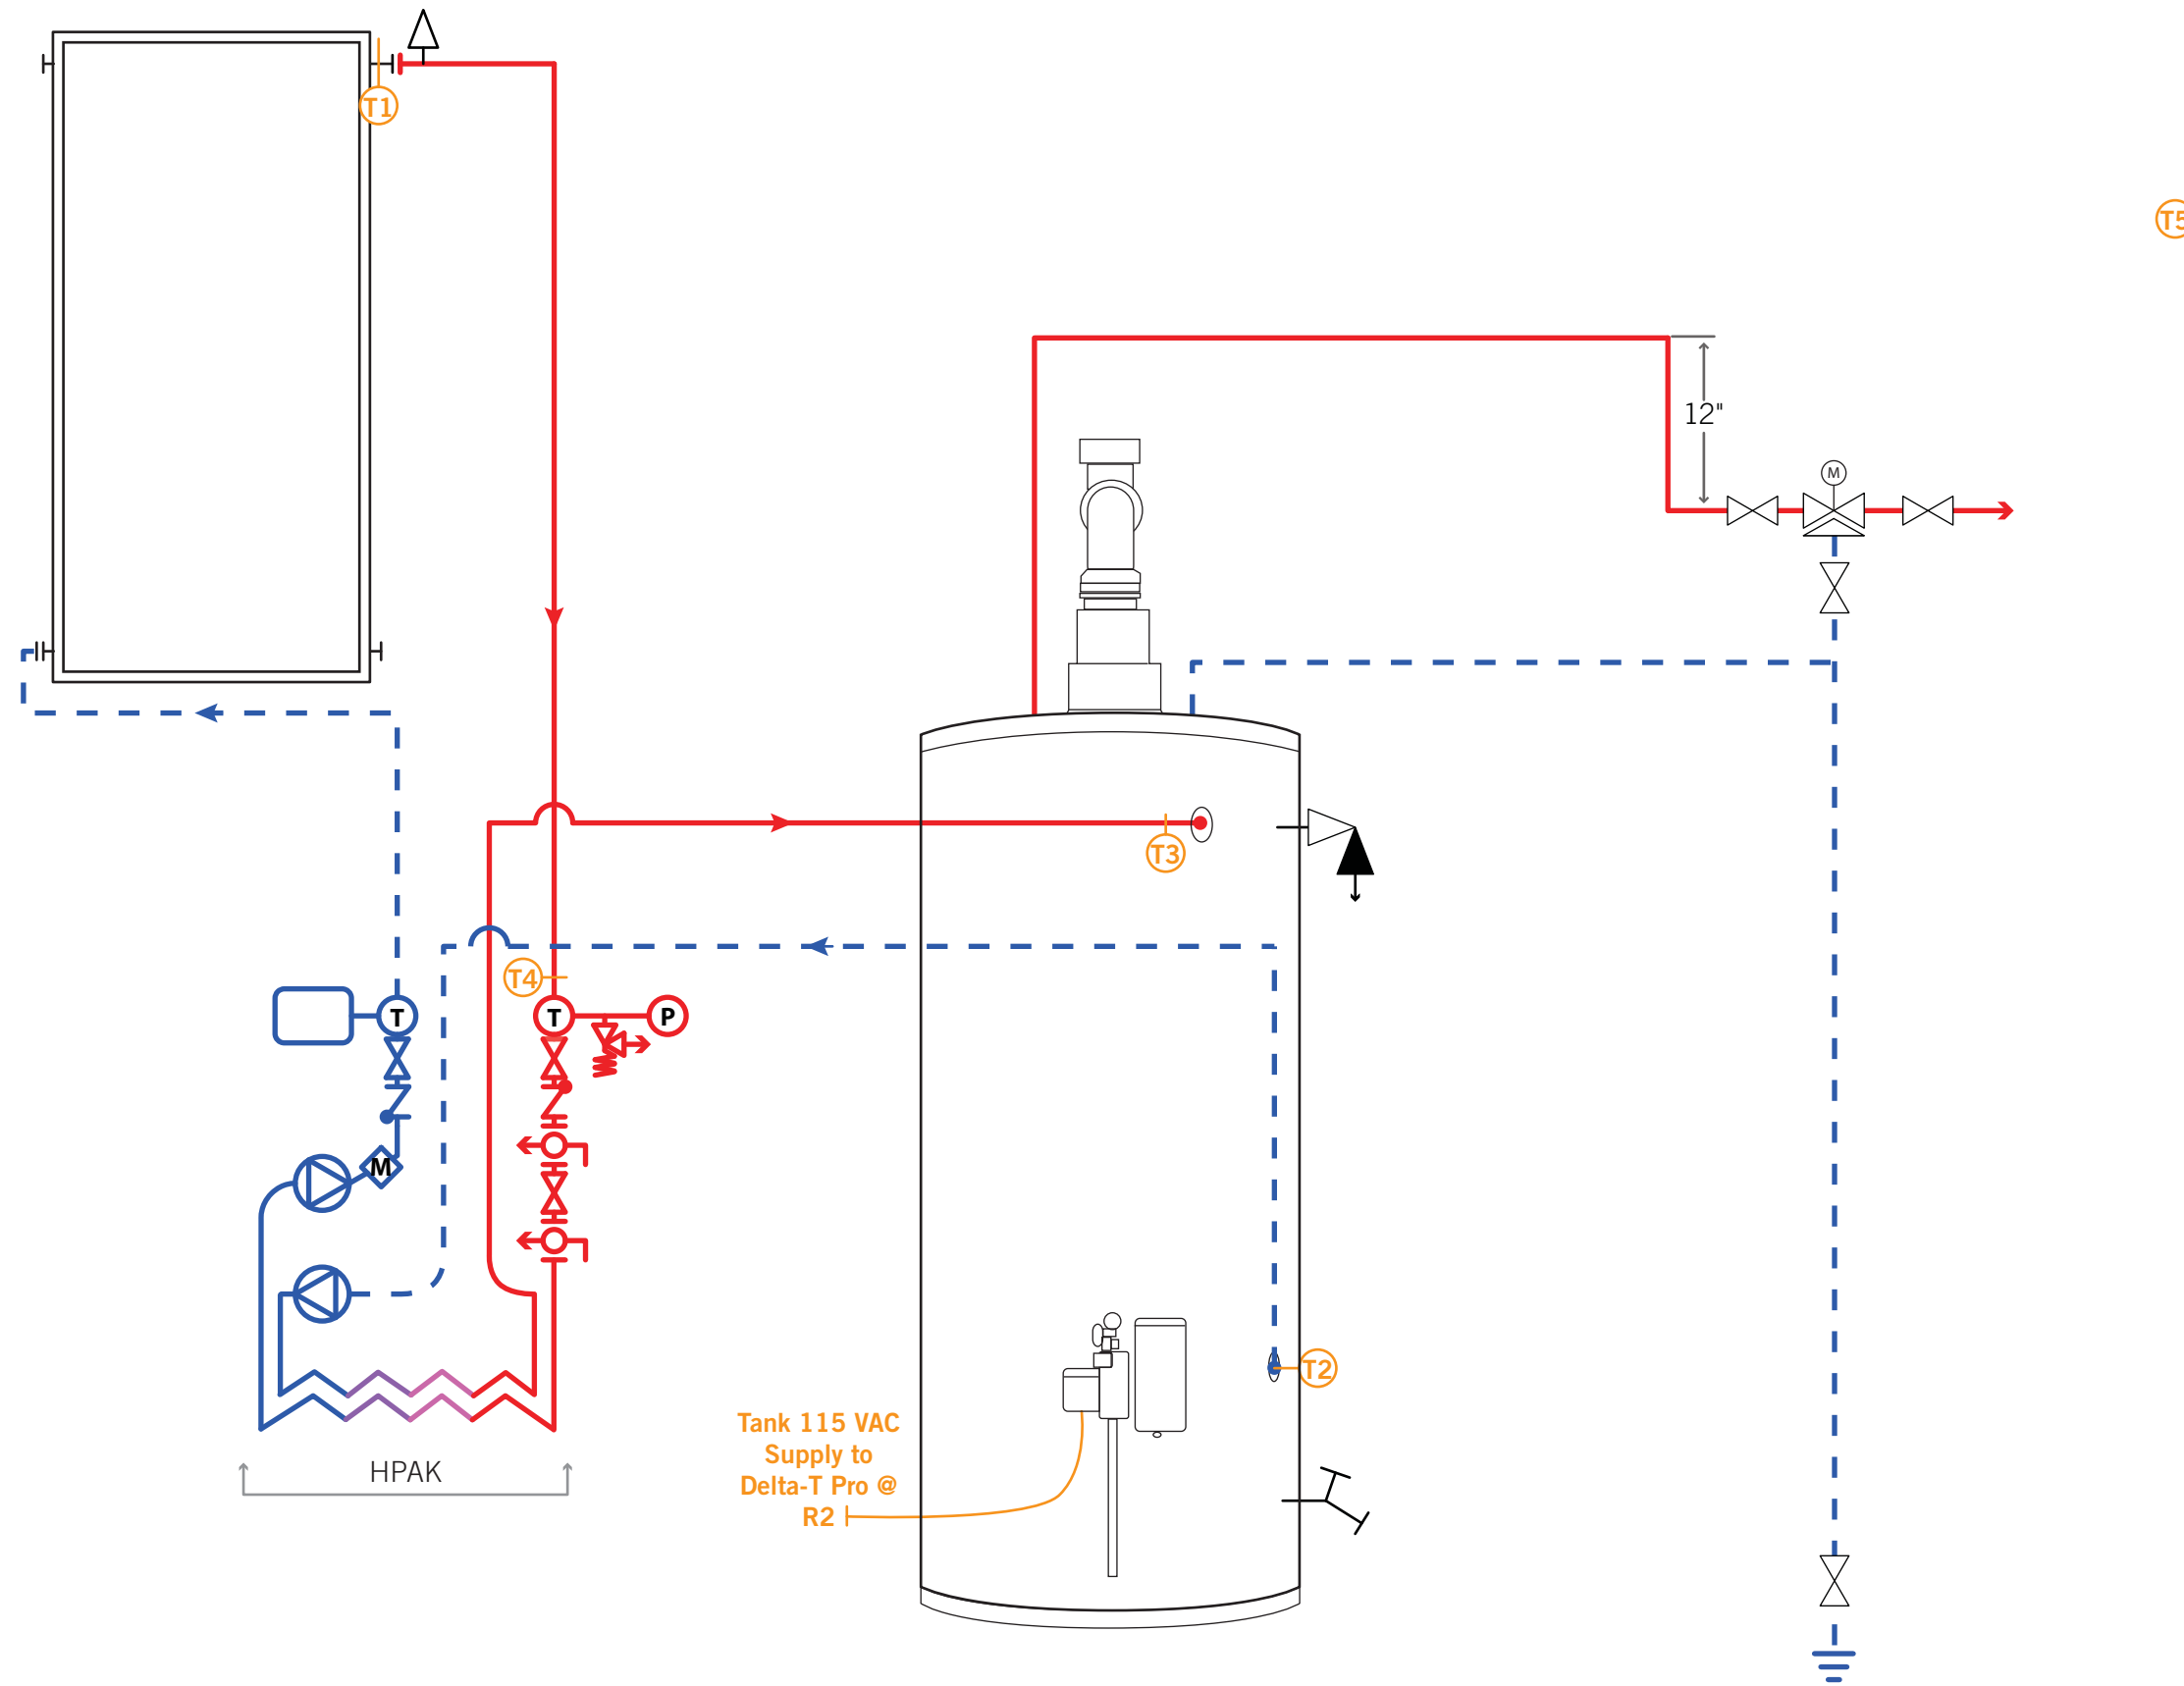 T1
T5
12"
M
T3
T4
T
T
P
M
T2
Tank 115 VAC
Supply to
Delta-T Pro @
R2
HPAK